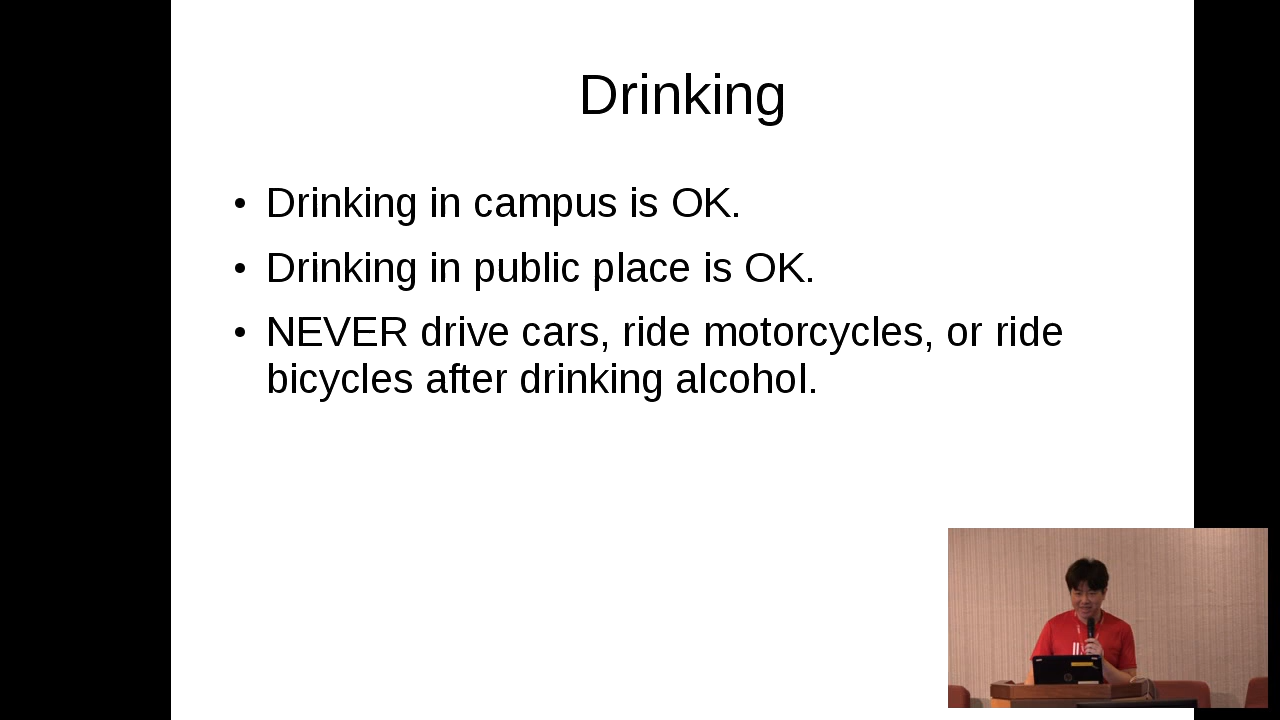 Drinking
• Drinking in campus is OK.
• Drinking in public place is OK.
• NEVER drive cars, ride motorcycles, or ride
bicycles after drinking alcohol.